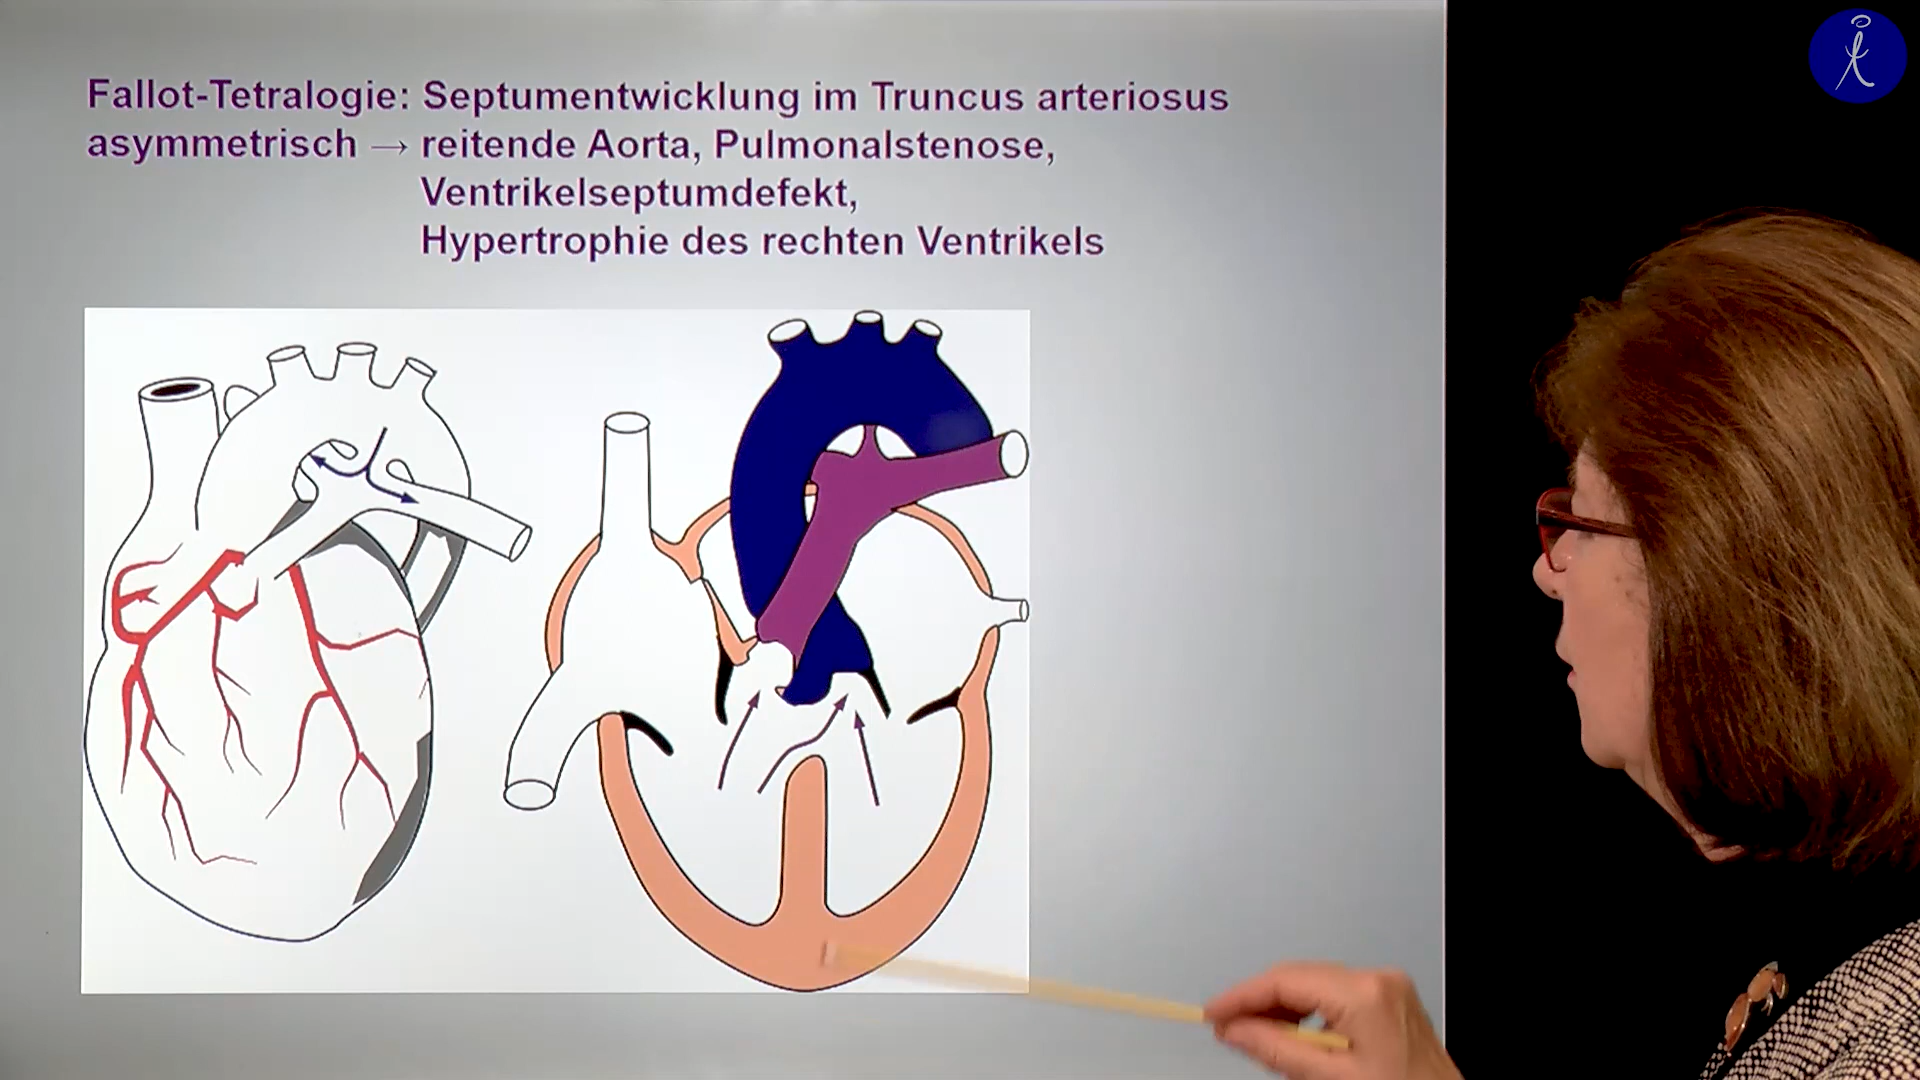 Fallot-Tetralogie: Septumentwicklung im Truncus arteriosus
asymmetrisch → reitende Aorta, Pulmonalstenose,
Ventrikelseptumdefekt,
Hypertrophie des rechten Ventrikels